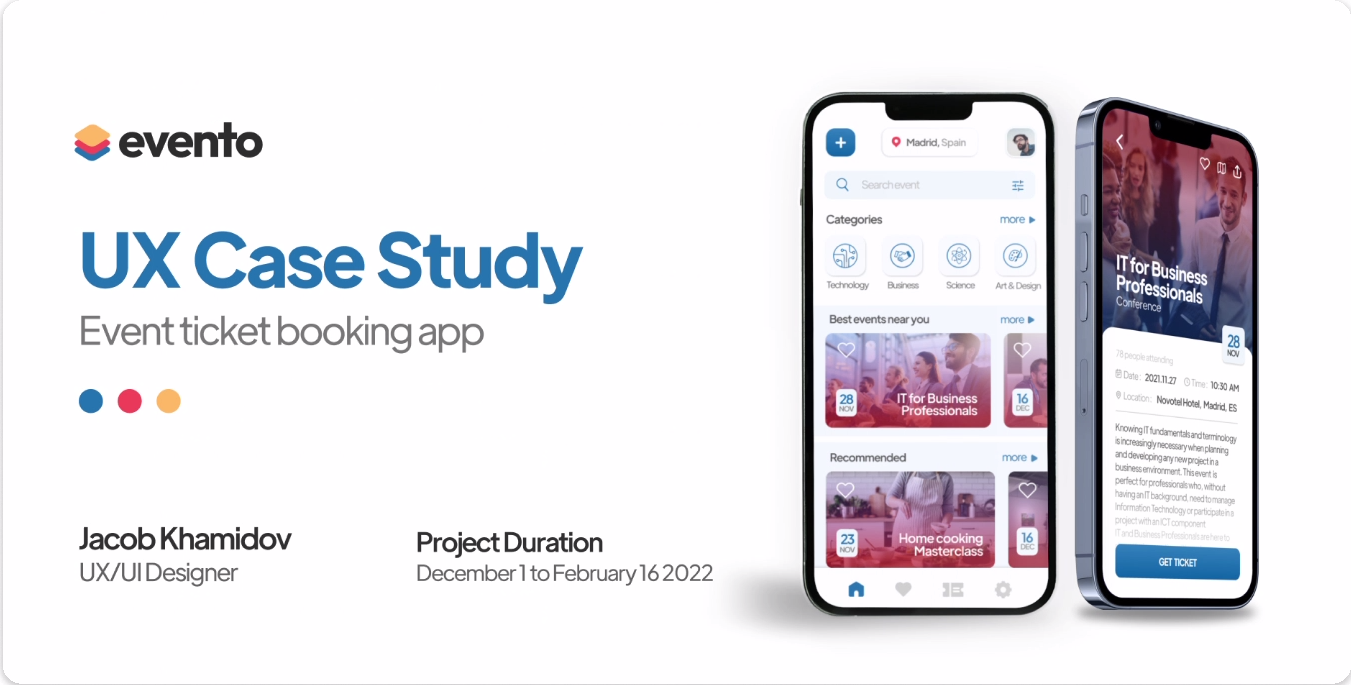 evento
UX Case Study
Event ticket booking app
Jacob Khamidov
UX/UI Designer
Project Duration
December 1 to February 16 2022
Madrid, Spain
Search event
Categories
more
Technology
Business
Science
Art & Design
Best events near you
more
28
NOV
IT for Business
Professionals
16
DEC
Recommended
more
23
NOV
Home cooking
Masterclass
16
DEC
IT for Business
Professionals
Conference
28
NOV
78 people attending
Date: 2021.11.27 Time: 10:30 AM
Location: Novotel Hotel, Madrid, ES
Knowing IT fundamentals and terminology
is increasingly necessary when planning
and developing any new project in a
business environment. This event is
perfect for professionals who, without
having an IT background, need to manage
Information Technology or participate in a
project with an ICT component
IT and Business Professionals are here to
GET TICKET